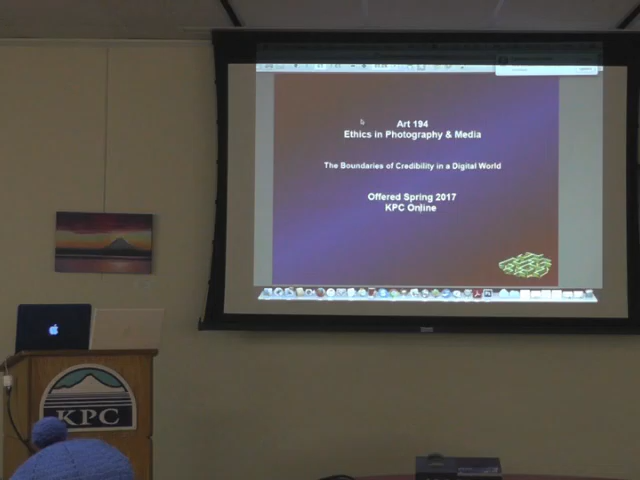 Art 194
Ethics in Photography & Media
The Boundaries of Credibility in a Digital World
Offered Spring 2017
KPC Online
KPC